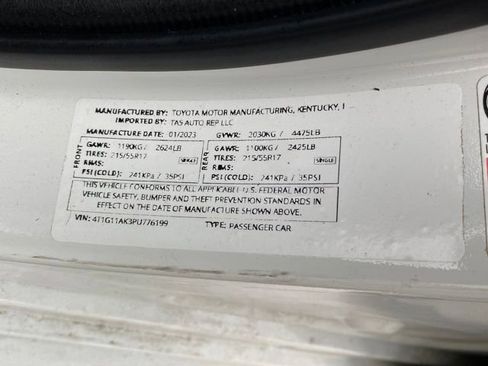 MANUFACTURED BY: TOYOTA MOTOR MANUFACTURING, KENTUCKY, I
IMPORTED BY: TAS AUTO REP LLC
MANUFACTURE DATE: 01/2023 GVWR: 2030KG / 4475LB
FRONT GAWR: 1190KG / 2624LB REAR GAWR: 1100KG / 2425LB
TIRES: 215/55R17 SINGLE TIRES: 215/55R17 SINGLE
RIMS: RIMS:
PSI(COLD): 241KPA / 35PSI PSI(COLD): 241KPA / 35PSI
THIS VEHICLE CONFORMS TO ALL APPLICABLE U.S. FEDERAL MOTOR
VEHICLE SAFETY, BUMPER AND THEFT PREVENTION STANDARDS IN
EFFECT ON THE DATE OF MANUFACTURE SHOWN ABOVE.
VIN: 4T1G11AK3PU776199 TYPE: PASSENGER CAR